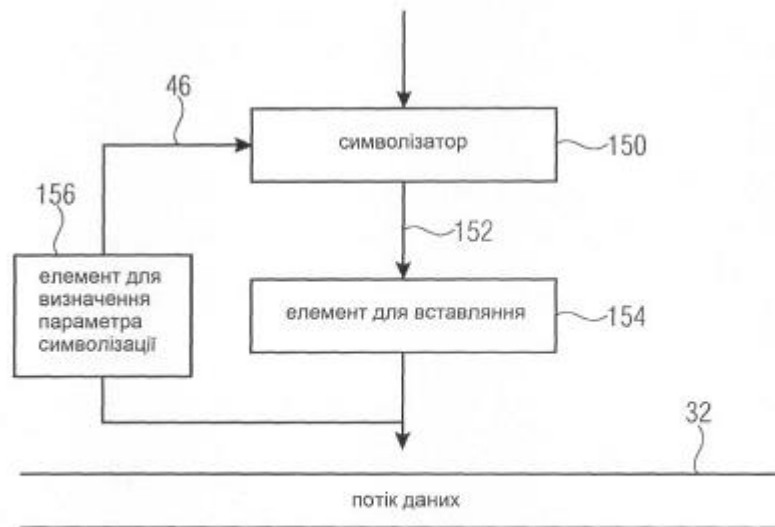 46
символізатор
150
156
152
елемент для
визначення
параметра
символізації
елемент для вставляння
154
32
потік даних